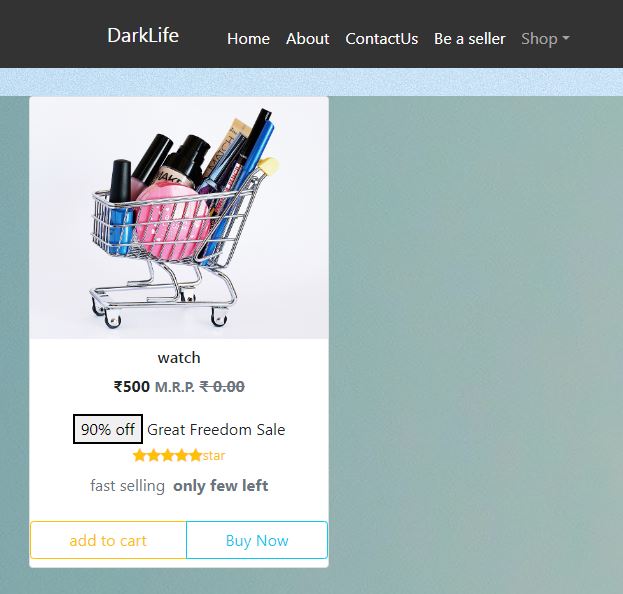 DarkLife Home About ContactUs Be a seller Shop
watch
₹500 M.R.P. ₹ 0.00
90% off Great Freedom Sale
star
fast selling only few left
add to cart Buy Now